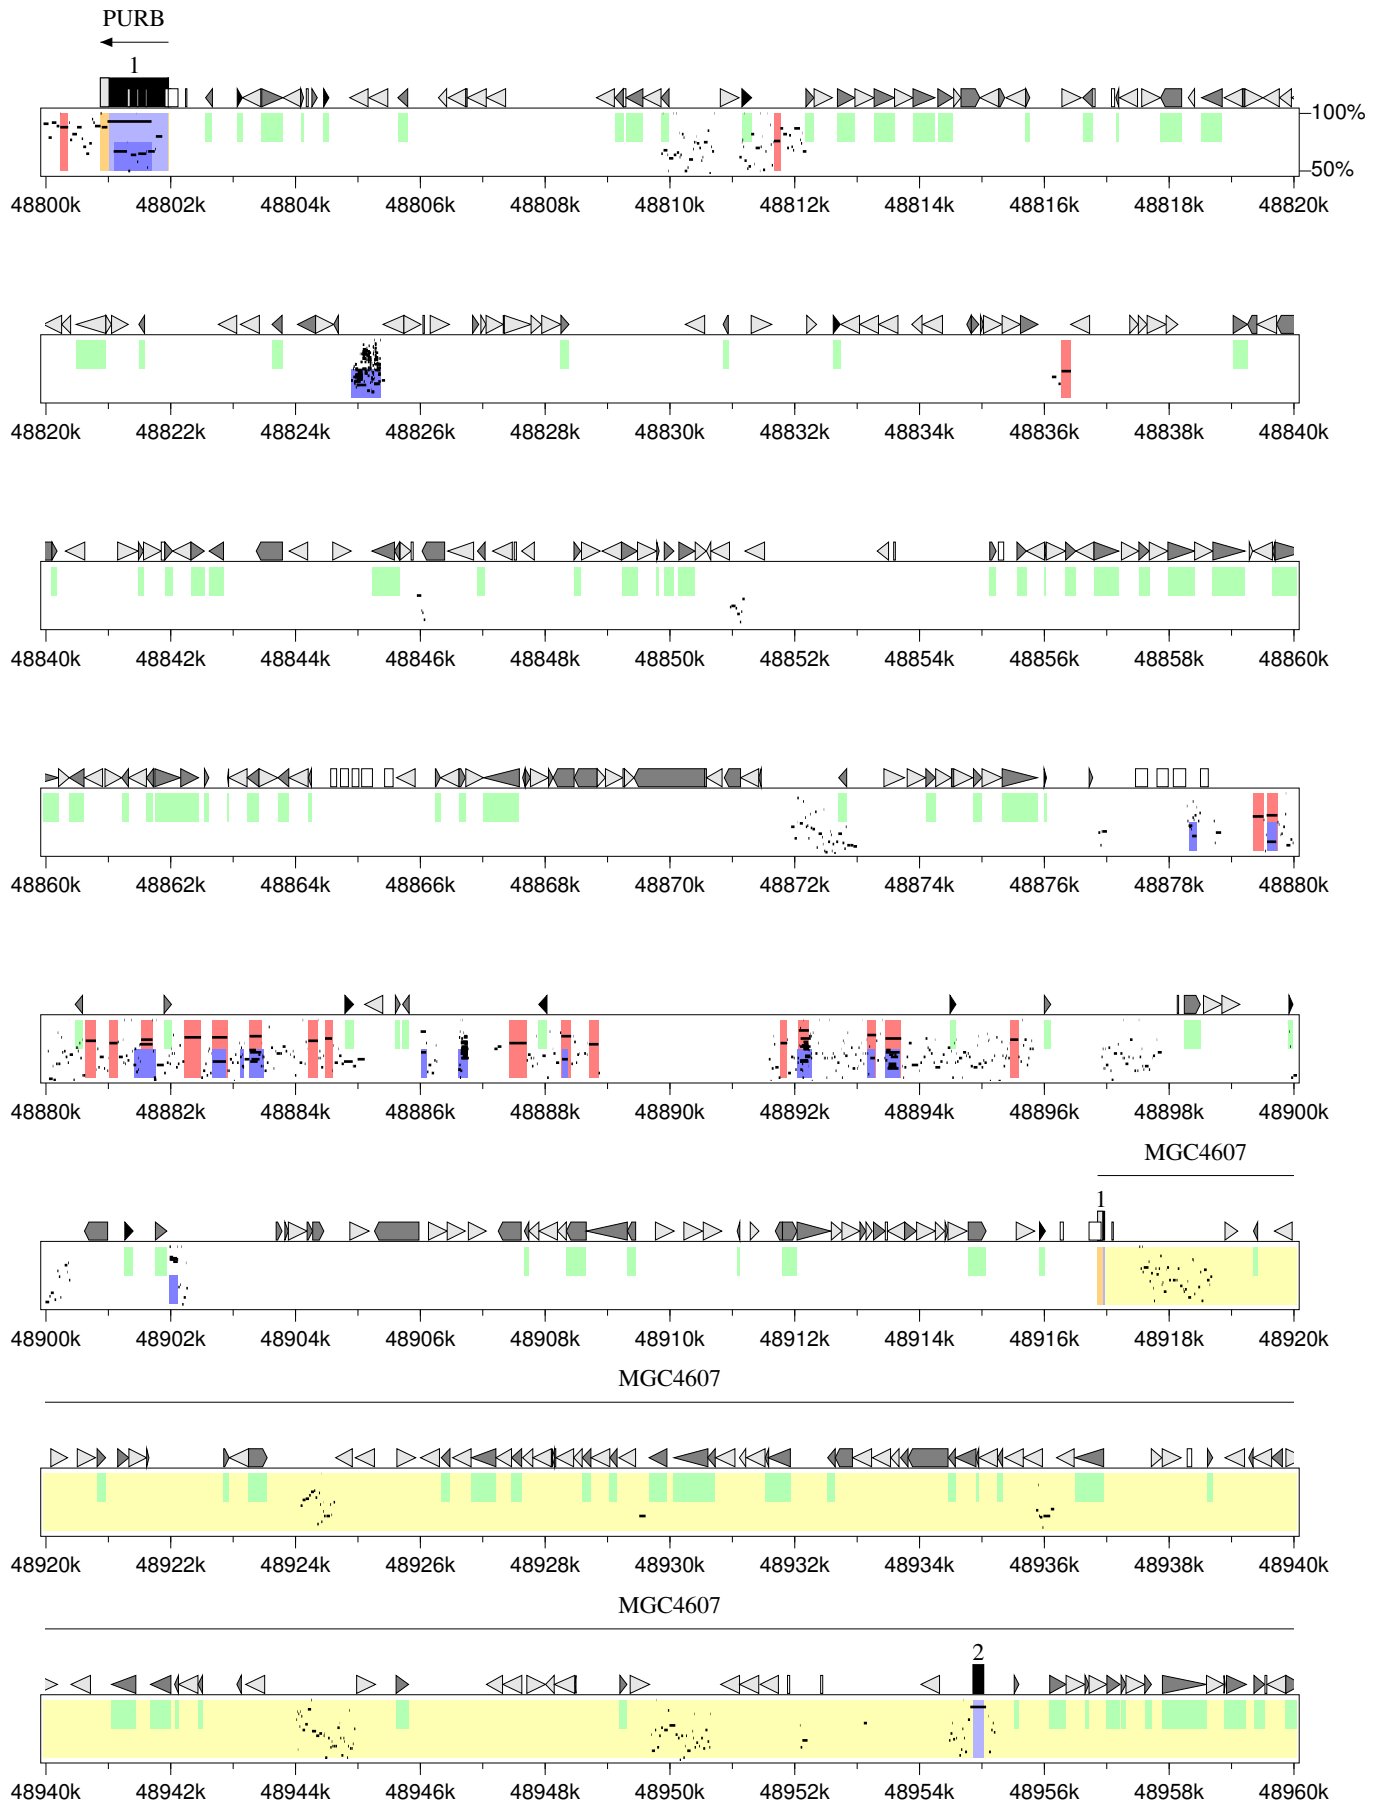 PURB
1
100%
50%
48800k 48802k 48804k 48806k 48808k 48810k 48812k 48814k 48816k 48818k 48820k
48820k 48822k 48824k 48826k 48828k 48830k 48832k 48834k 48836k 48838k 48840k
48840k 48842k 48844k 48846k 48848k 48850k 48852k 48854k 48856k 48858k 48860k
48860k 48862k 48864k 48866k 48868k 48870k 48872k 48874k 48876k 48878k 48880k
48880k 48882k 48884k 48886k 48888k 48890k 48892k 48894k 48896k 48898k 48900k
MGC4607
1
48900k 48902k 48904k 48906k 48908k 48910k 48912k 48914k 48916k 48918k 48920k
MGC4607
48920k 48922k 48924k 48926k 48928k 48930k 48932k 48934k 48936k 48938k 48940k
MGC4607
2
48940k 48942k 48944k 48946k 48948k 48950k 48952k 48954k 48956k 48958k 48960k